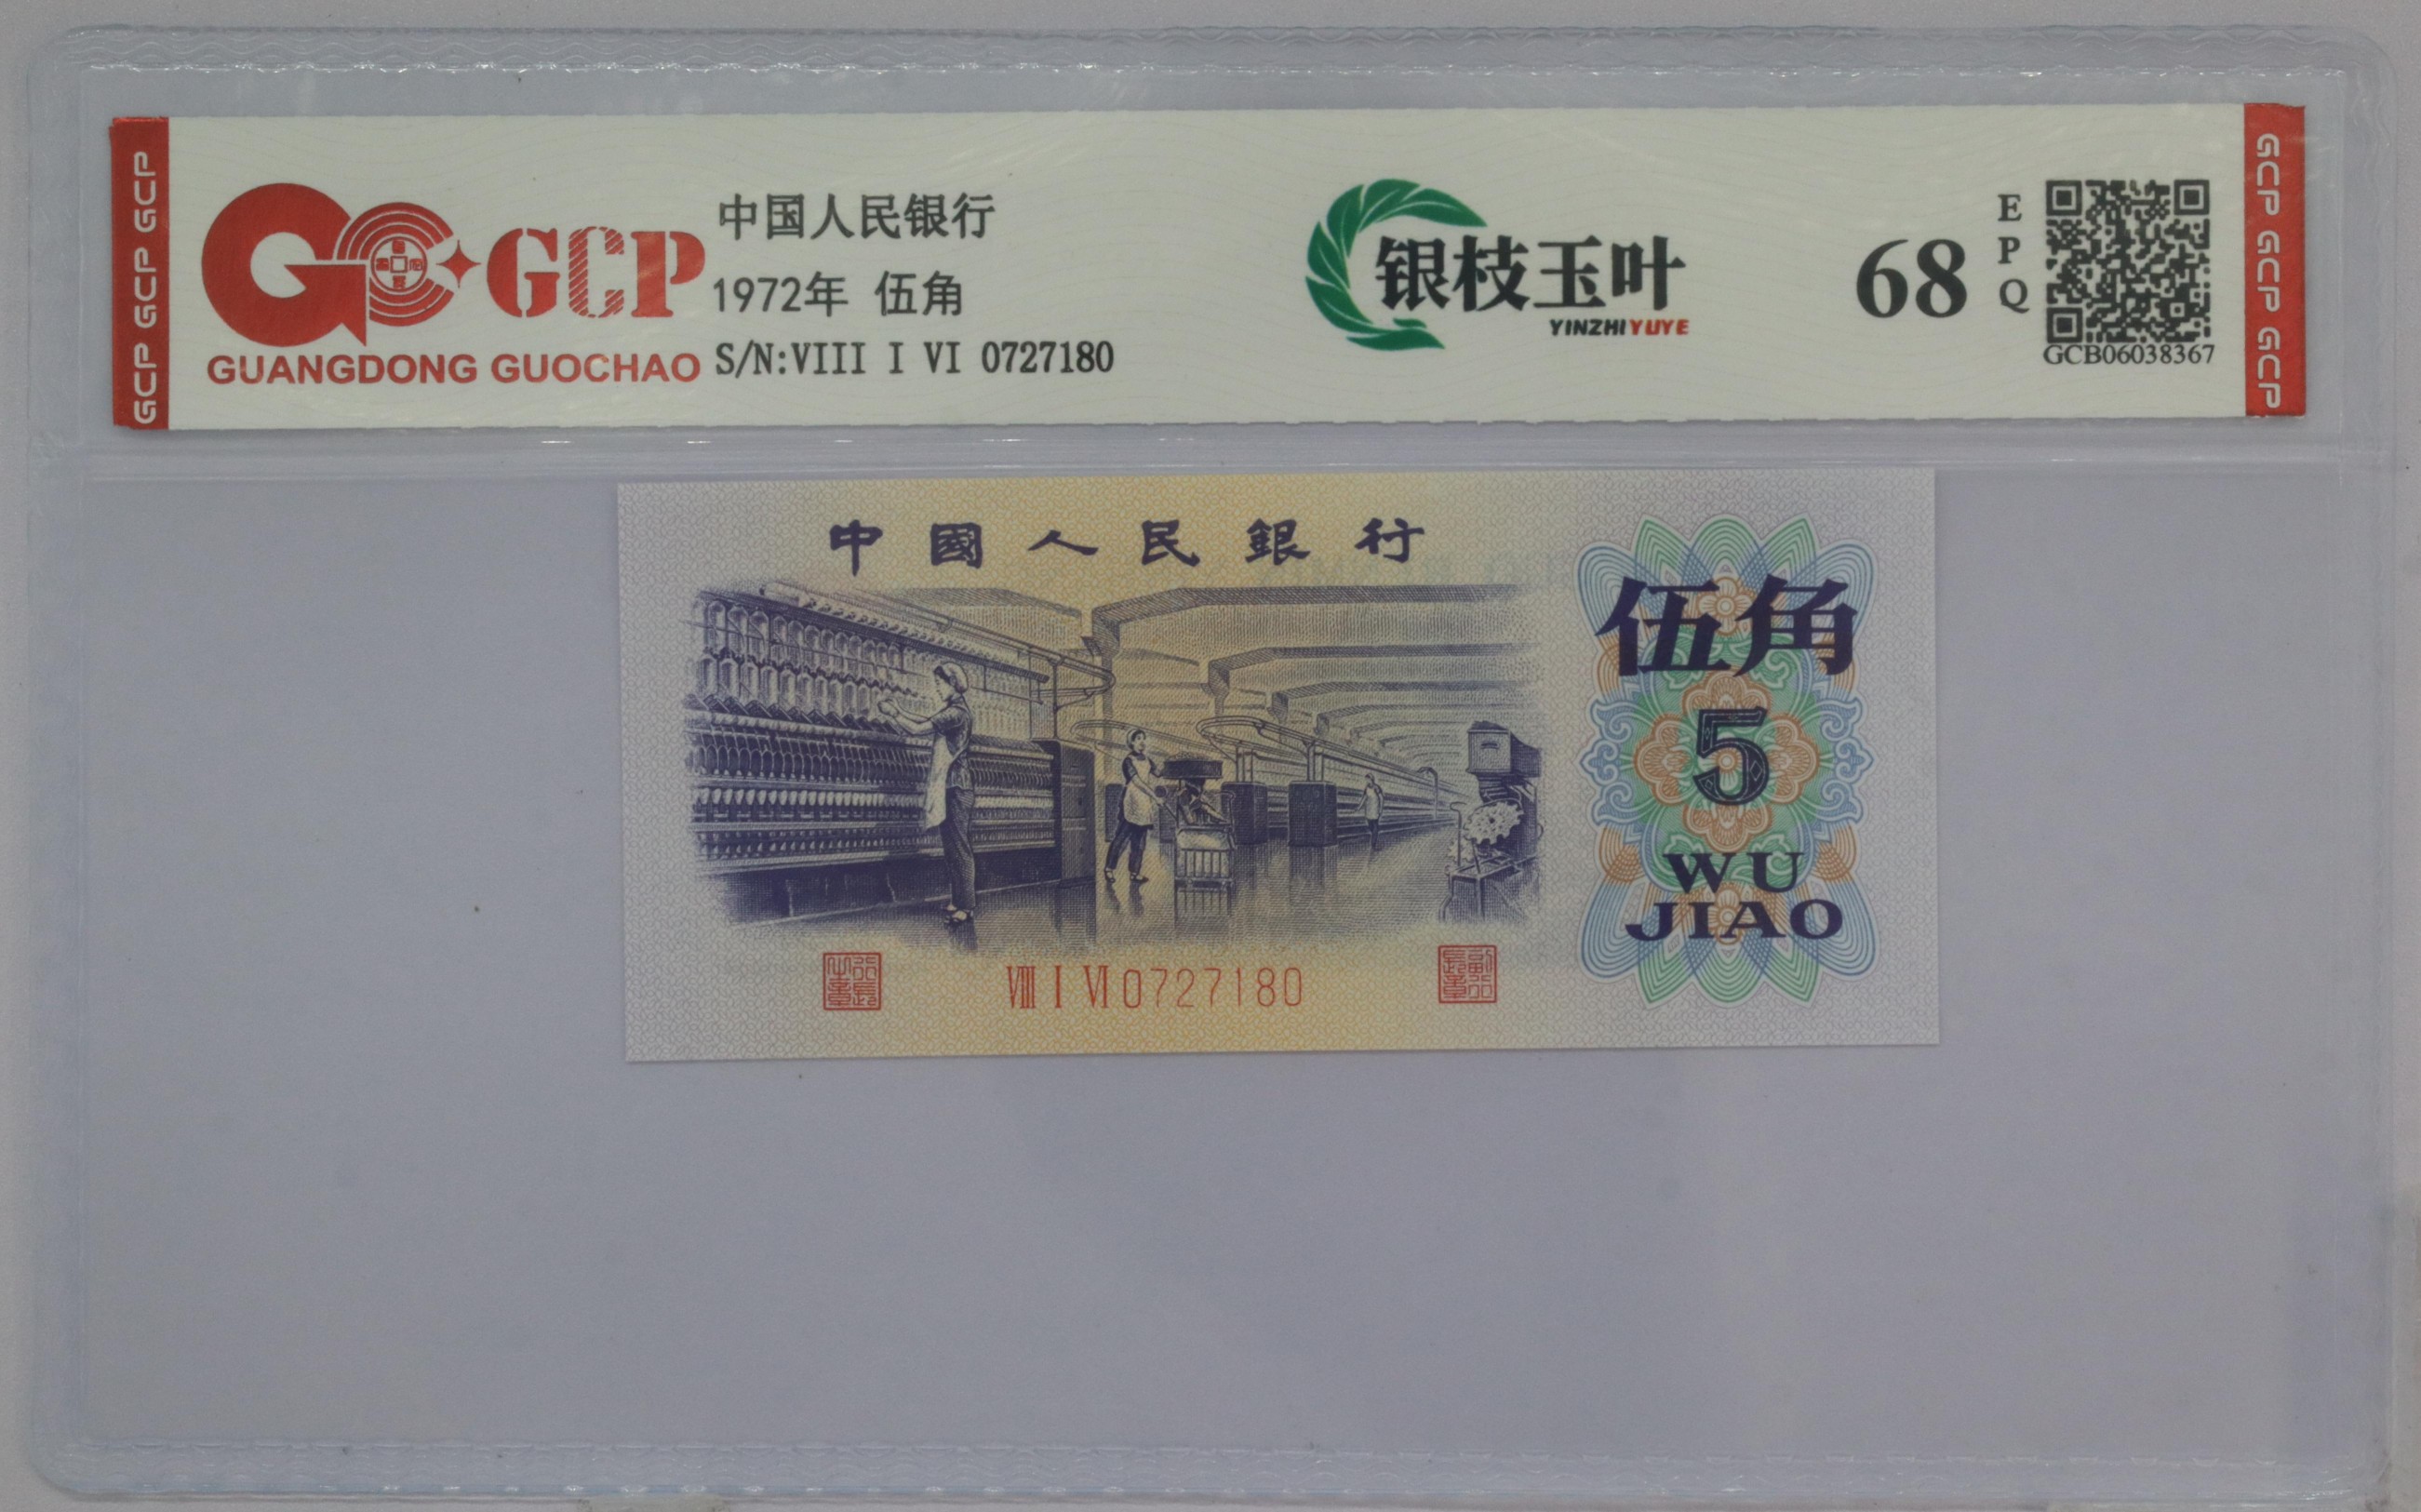 GCP GCP GCP
GCP
GUANGDONG GUOCHAO
中国人民银行
1972年 伍角
S/N:VIII I VI 0727180
银枝玉叶
YINZHIYUYE
68
EPQ
GCB06038367
GCP GCP GCP
中國人民銀行
伍角
5
WU
JIAO
VIII I VI 0727180